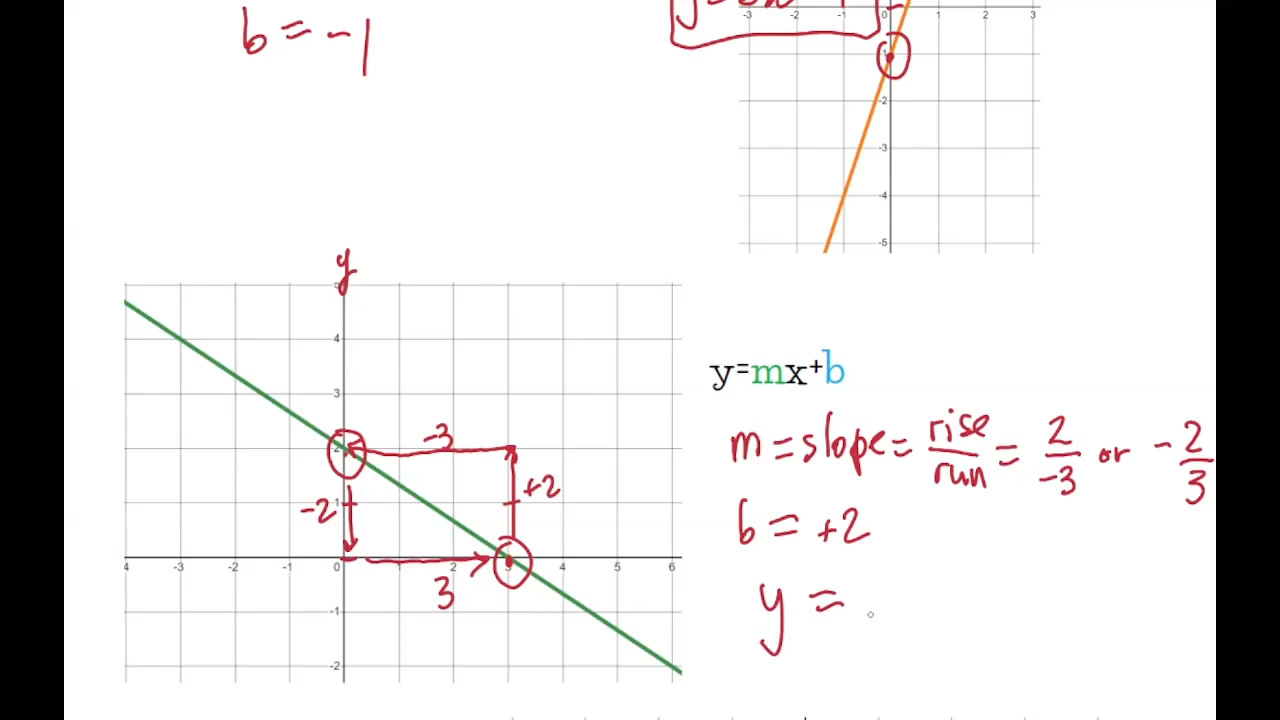 b = -1
-3 -2 -1 0 1 2 3
-2
-3
-4
-5
y
4
3
2
1
-3
+2
-2
4 -3 -2 -1 0 1 2 3 4 5 6
3
-1
-2
y=mx+b
m = slope = rise/run = 2/-3 or -2/3
b = +2
y =